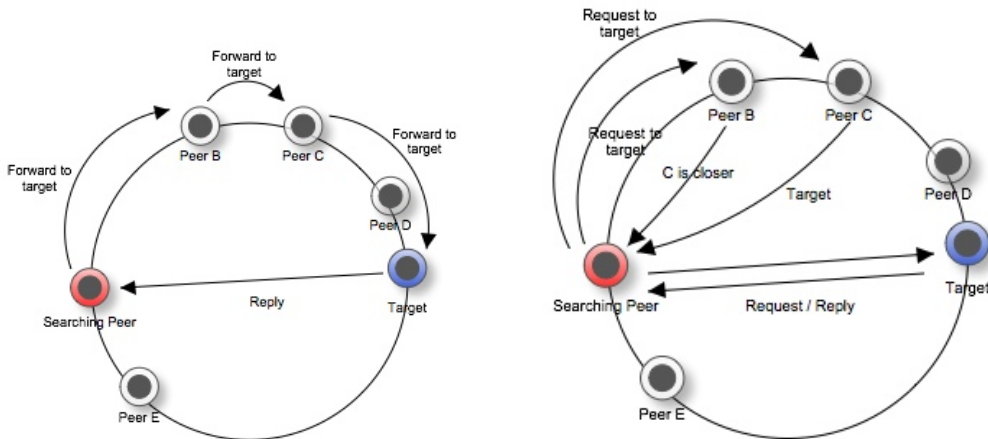 Forward to
target
Peer B
Peer C
Forward to
target
Forward to
target
Peer D
Searching Peer
Reply
Target
Peer E
Request to
target
Peer B
Peer C
Request to
target
C is closer
Target
Peer D
Searching Peer
Request / Reply
Target
Peer E